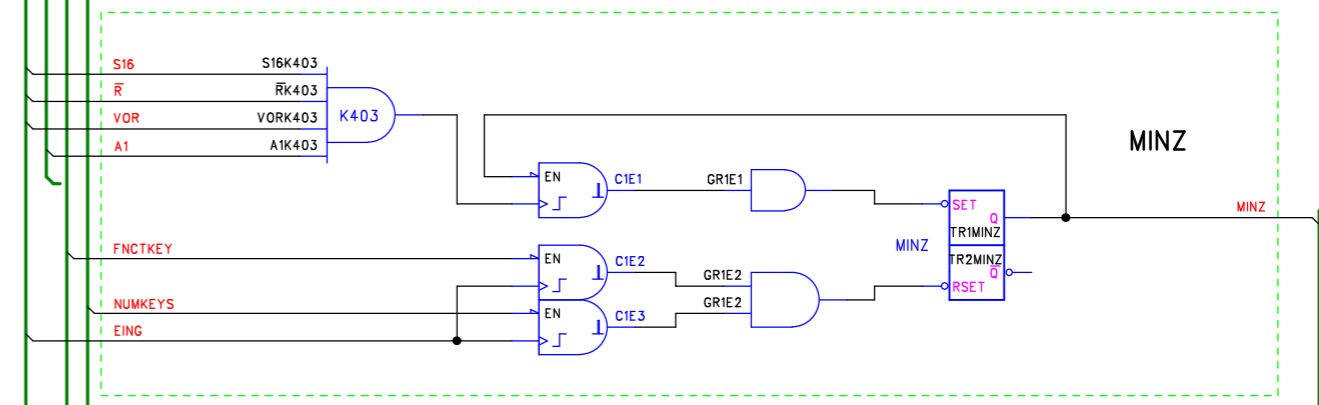 S16 S16K403
R̅ R̅K403
VOR VORK403
A1 A1K403
K403
MINZ
EN C1E1 GR1E1
SET
Q
TR1MINZ
MINZ
MINZ
FNCTKEY EN C1E2 GR1E2
TR2MINZ
Q̅
RSET
NUMKEYS EN C1E3 GR1E2
EING